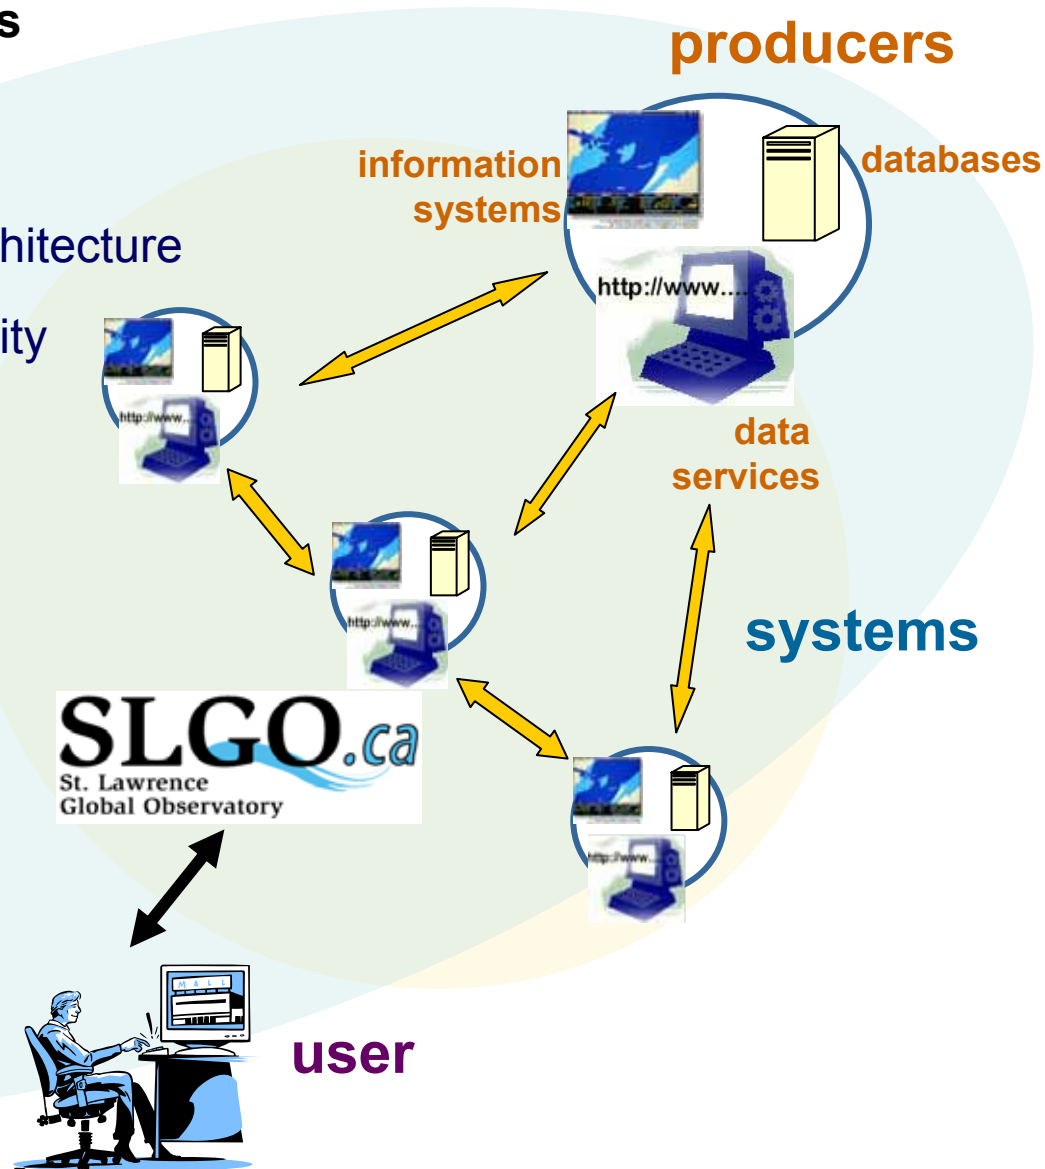 s
producers
information
systems
databases
hitecture
ity
http://www....
data
services
http://www..
http://www..
systems
SLGO.ca
St. Lawrence
Global Observatory
http://www..
MALL
user